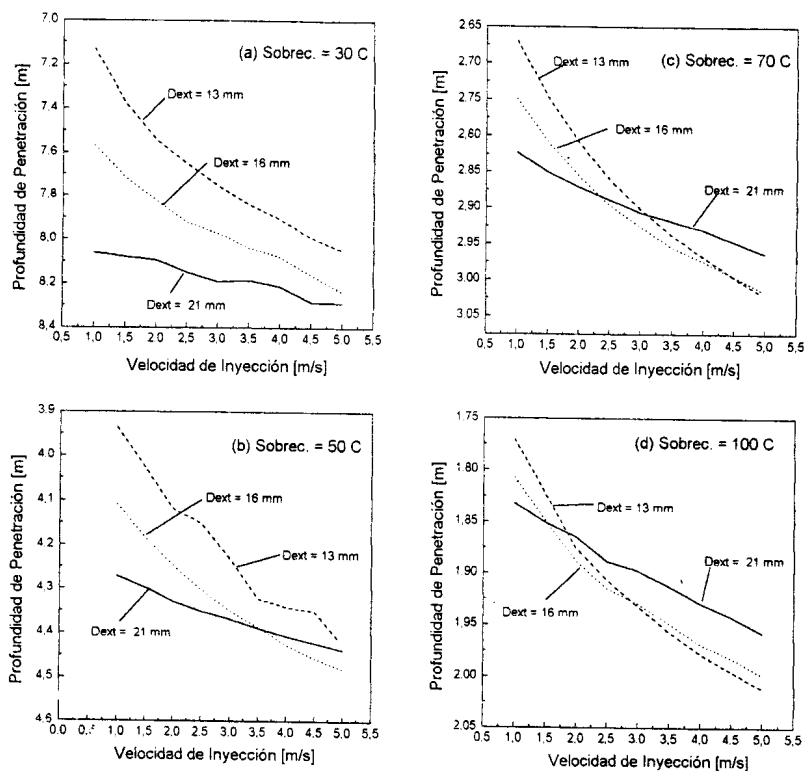 (a) Sobrec. = 30 C
Profundidad de Penetración [m]
7.0
7.2
7.4
7.6
7.8
8.0
8.2
8.4
Dext = 13 mm
Dext = 16 mm
Dext = 21 mm
0,5 1,0 1,5 2,0 2,5 3,0 3,5 4,0 4,5 5,0 5,5
Velocidad de Inyección [m/s]
(c) Sobrec. = 70 C
Profundidad de Penetración [m]
2.65
2.70
2.75
2.80
2.85
2.90
2.95
3.00
3.05
Dext = 13 mm
Dext = 16 mm
Dext = 21 mm
0,5 1,0 1,5 2,0 2,5 3,0 3,5 4,0 4,5 5,0 5,5
Velocidad de Inyección [m/s]
(b) Sobrec. = 50 C
Profundidad de Penetración [m]
3.9
4.0
4.1
4.2
4.3
4.4
4.5
4.6
Dext = 16 mm
Dext = 13 mm
Dext = 21 mm
0.0 0.5 1.0 1.5 2.0 2.5 3.0 3.5 4.0 4.5 5.0 5.5
Velocidad de Inyección [m/s]
(d) Sobrec. = 100 C
Profundidad de Penetración [m]
1.75
1.80
1.85
1.90
1.95
2.00
2.05
Dext = 13 mm
Dext = 21 mm
Dext = 16 mm
0,5 1,0 1,5 2,0 2,5 3,0 3,5 4,0 4,5 5,0 5,5
Velocidad de Inyección [m/s]